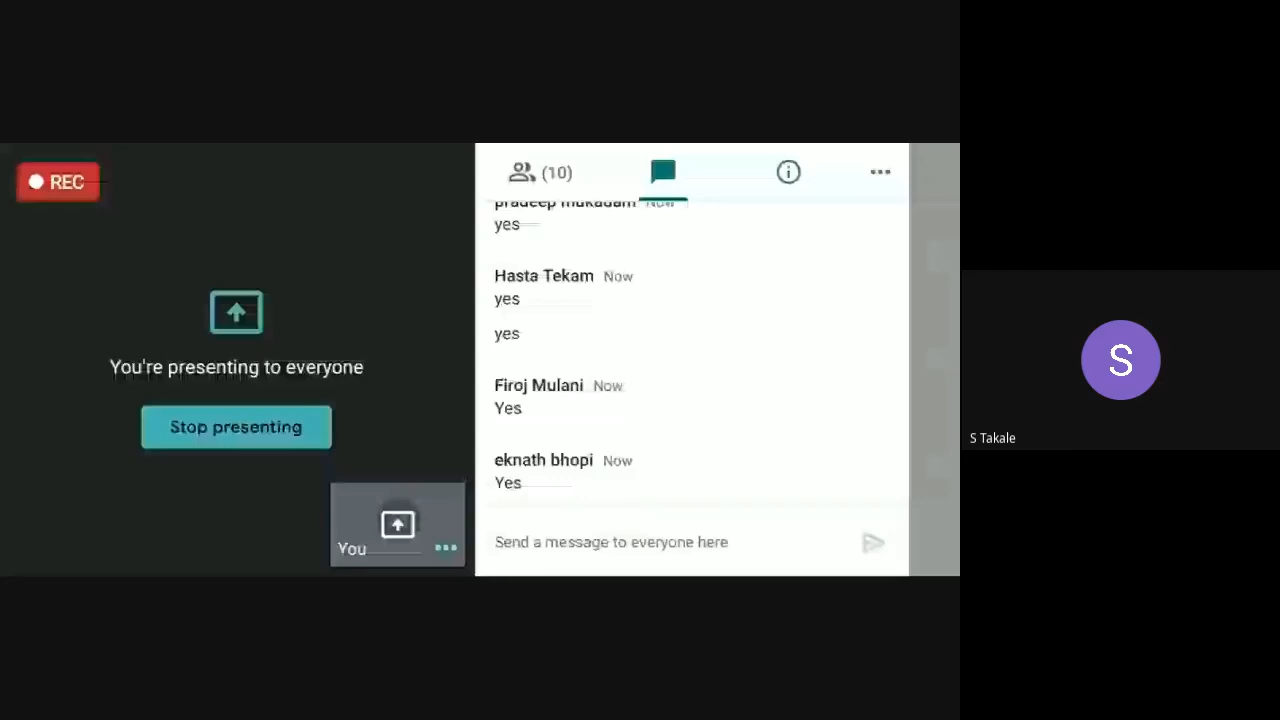 REC
(10)
pradeep mukadam Now
yes
Hasta Tekam Now
yes
yes
Firoj Mulani Now
Yes
eknath bhopi Now
Yes
Send a message to everyone here
You're presenting to everyone
Stop presenting
You
S
S Takale